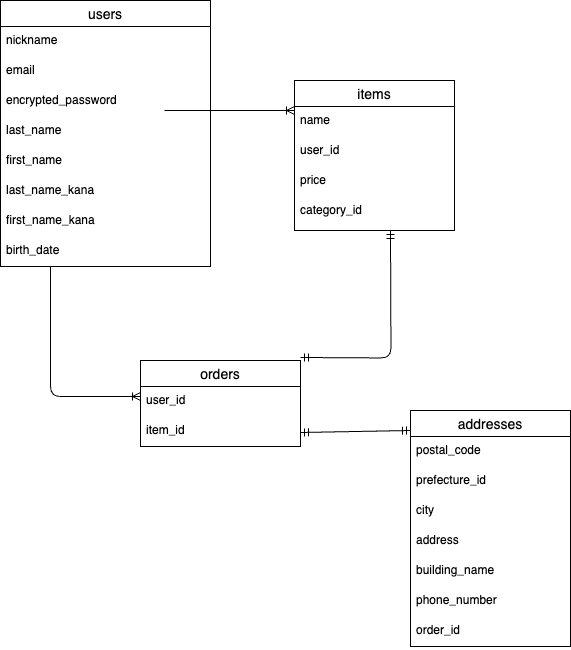 users
nickname
email
encrypted_password
last_name
first_name
last_name_kana
first_name_kana
birth_date
items
name
user_id
price
category_id
orders
user_id
item_id
addresses
postal_code
prefecture_id
city
address
building_name
phone_number
order_id